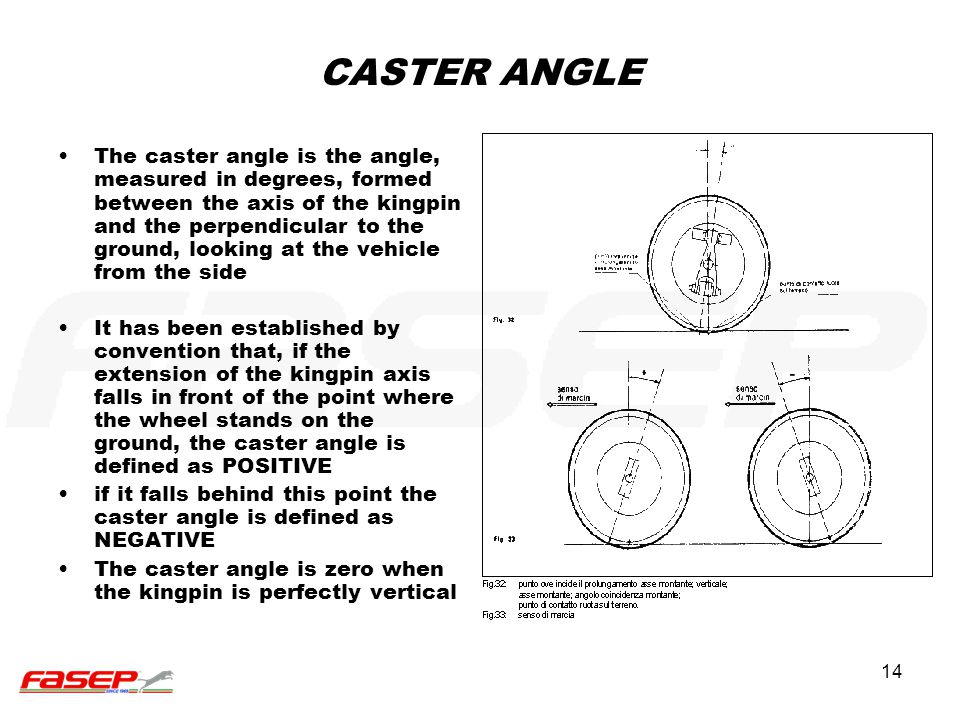 CASTER ANGLE
• The caster angle is the angle,
measured in degrees, formed
between the axis of the kingpin
and the perpendicular to the
ground, looking at the vehicle
from the side
• It has been established by
convention that, if the
extension of the kingpin axis
falls in front of the point where
the wheel stands on the
ground, the caster angle is
defined as POSITIVE
• if it falls behind this point the
caster angle is defined as
NEGATIVE
• The caster angle is zero when
the kingpin is perfectly vertical
punto di contatto ruota
sul terreno
Fig. 32
+
-
senso
di marcia
senso
di marcia
Fig. 33
Fig.32: punto ove incide il prolungamento asse montante; verticale;
asse montante; angolo coincidenza montante;
punto di contatto ruota sul terreno.
Fig.33: senso di marcia
FASEP
FASEP
SINCE 1969
14